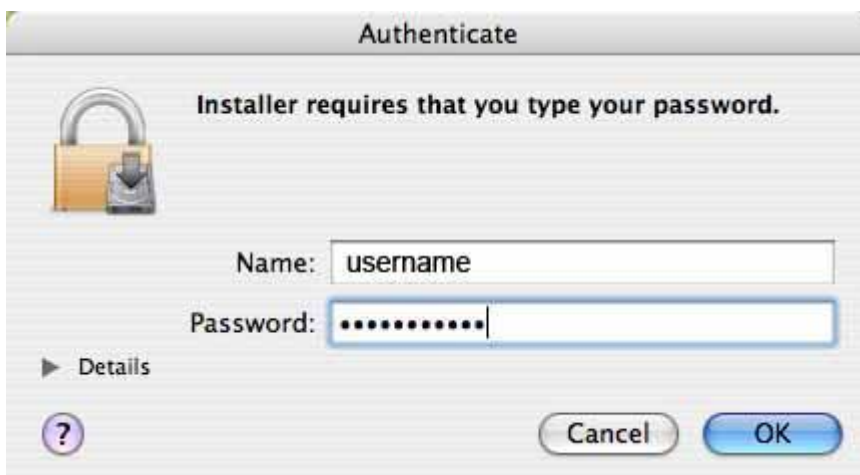 Authenticate
Installer requires that you type your password.
Name: username
Password: •••••••••••
Details
? Cancel OK